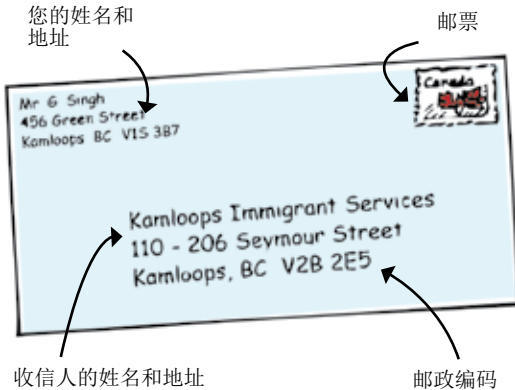 您的姓名和
地址
邮票
Mr G Singh
456 Green Street
Kamloops BC V1S 3B7
Canada
Kamloops Immigrant Services
110 - 206 Seymour Street
Kamloops, BC V2B 2E5
收信人的姓名和地址
邮政编码